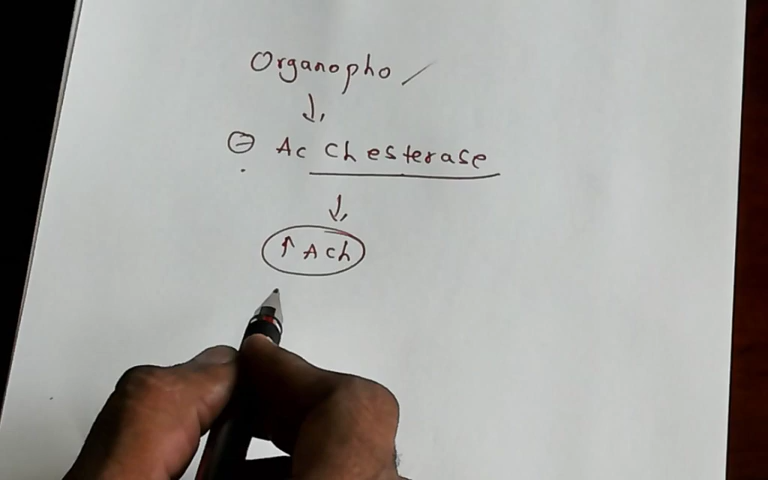 Organopho /
↓
⊖ Ac Chesterase
↓
↑ Ach